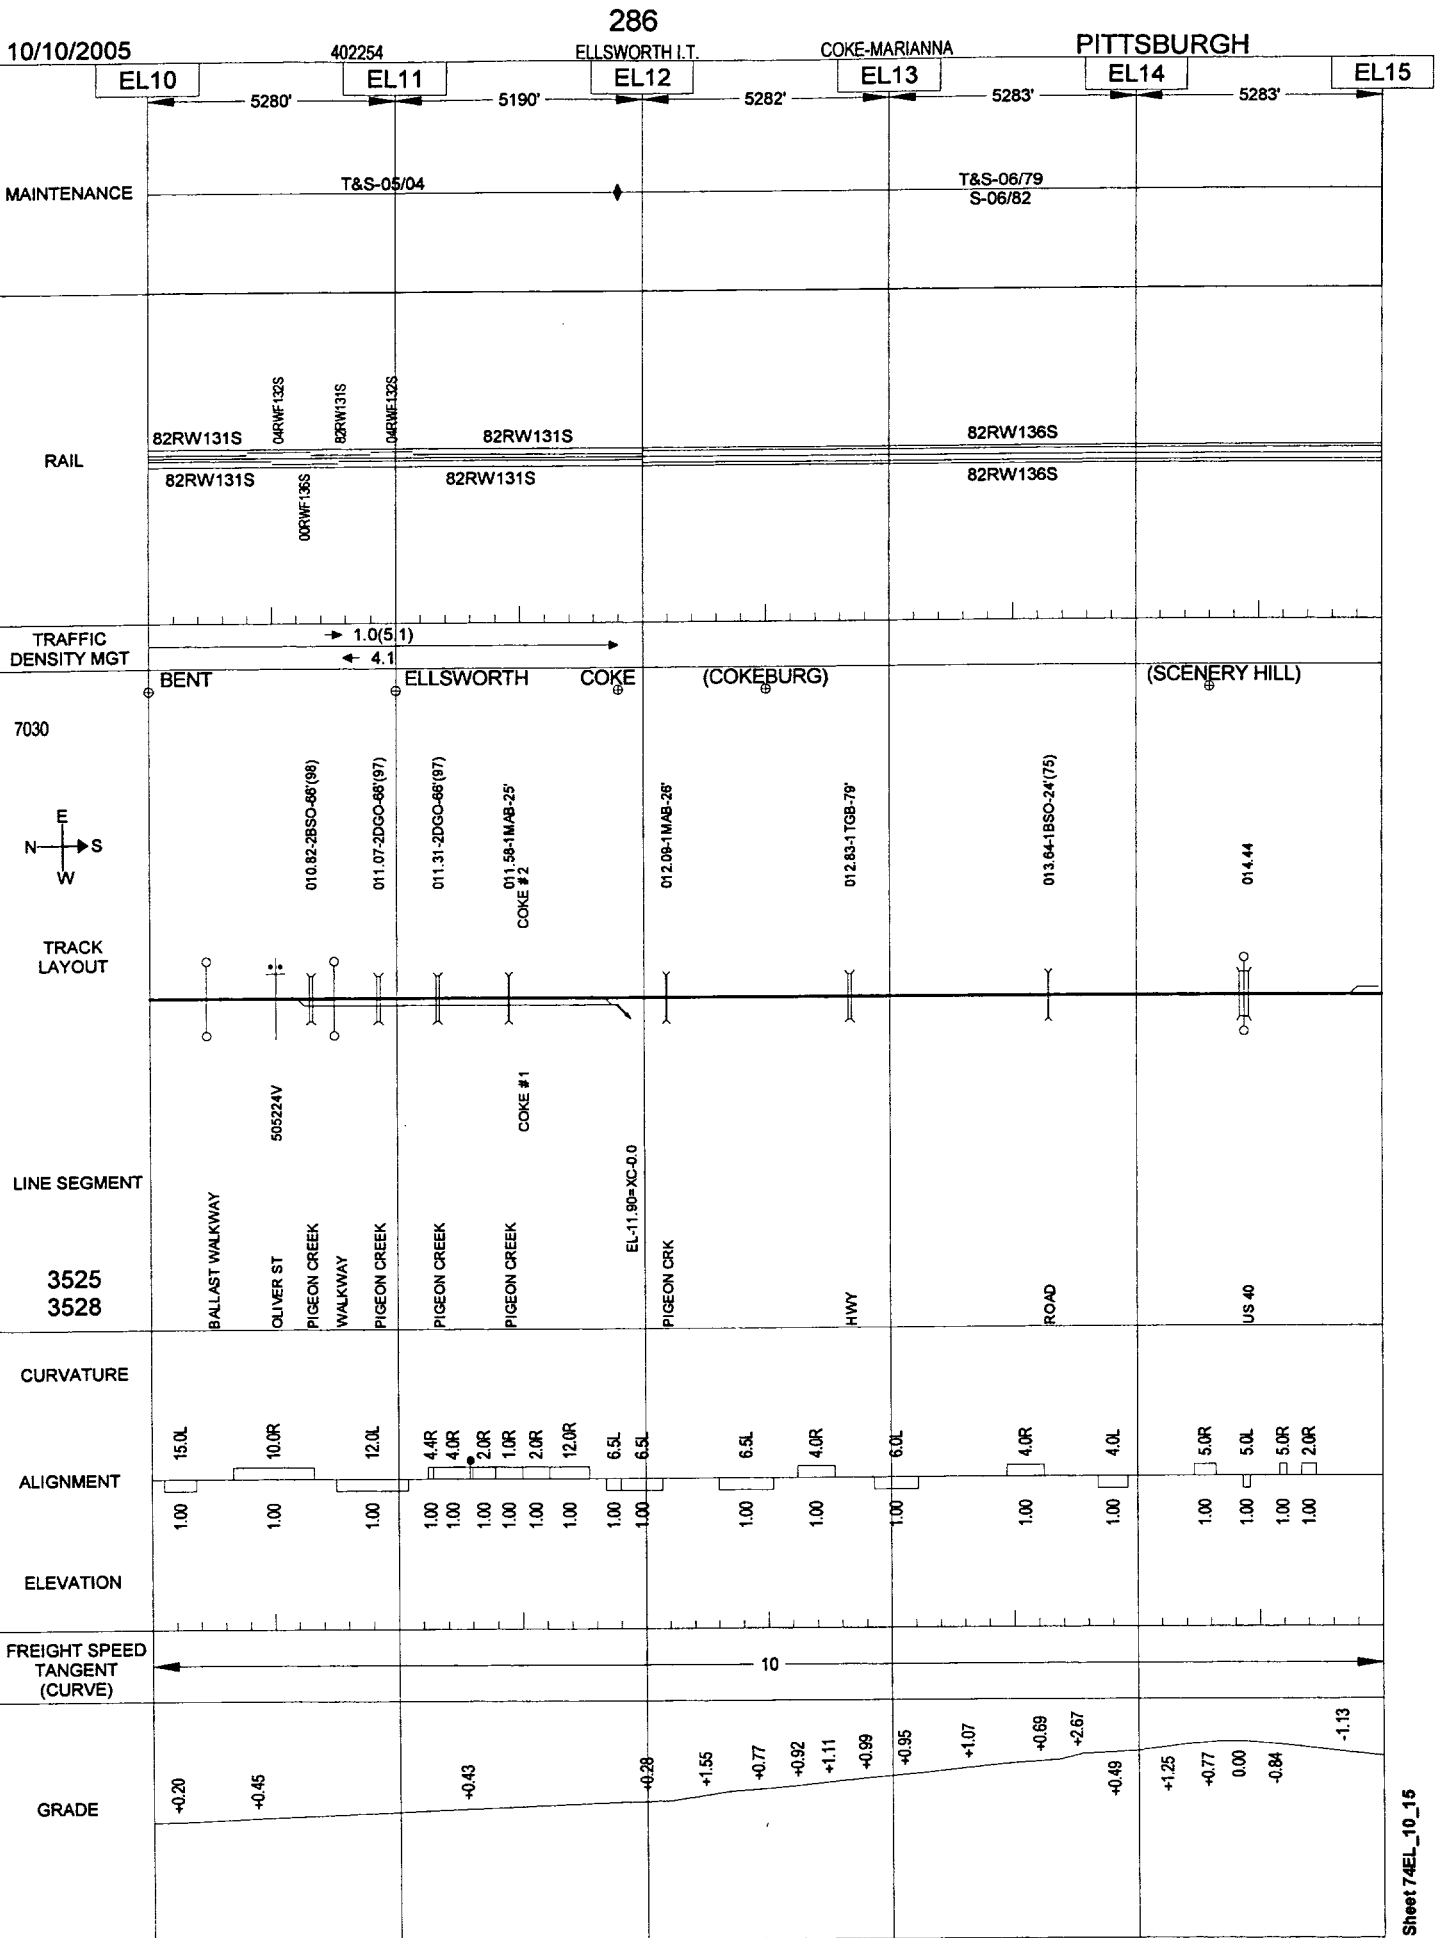 286
10/10/2005 402254 ELLSWORTH I.T. COKE-MARIANNA PITTSBURGH
EL10 EL11 EL12 EL13 EL14 EL15
5280' 5190' 5282' 5283' 5283'
MAINTENANCE T&S-05/04 T&S-06/79
S-06/82
04RWF132S 82RW131S 04RWF132S
82RW131S 82RW131S 82RW136S
RAIL
82RW131S 82RW131S 82RW136S
00RWF136S
TRAFFIC
DENSITY MGT
1.0(5.1)
4.1
BENT ELLSWORTH COKE (COKEBURG) (SCENERY HILL)
7030
E
N S
W
010.82-2BSO-66'(98)
011.07-2DGO-66'(97)
011.31-2DGO-66'(97)
011.58-1MAB-25'
COKE #2
012.09-1MAB-26'
012.83-1TGB-79'
013.64-1BSO-24'(75)
014.44
TRACK
LAYOUT
505224V
COKE #1
EL-11.90=XC-0.0
LINE SEGMENT
3525
3528
BALLAST WALKWAY
OLIVER ST
PIGEON CREEK
WALKWAY
PIGEON CREEK
PIGEON CREEK
PIGEON CREEK
PIGEON CRK
HWY
ROAD
US 40
CURVATURE
15.0L 10.0R 12.0L 4.4R 4.0R 2.0R 1.0R 2.0R 12.0R 6.5L 6.5L 6.5L 4.0R 6.0L 4.0R 4.0L 5.0R 5.0L 5.0R 2.0R
ALIGNMENT
1.00 1.00 1.00 1.00 1.00 1.00 1.00 1.00 1.00 1.00 1.00 1.00 1.00 1.00 1.00 1.00 1.00 1.00 1.00 1.00
ELEVATION
FREIGHT SPEED
TANGENT
(CURVE)
10
GRADE
+0.20 +0.45 +0.43 +0.28 +1.55 +0.77 +0.92 +1.11 +0.99 +0.95 +1.07 +0.69 +2.67 +0.49 +1.25 +0.77 0.00 -0.84 -1.13
Sheet 74EL_10_15